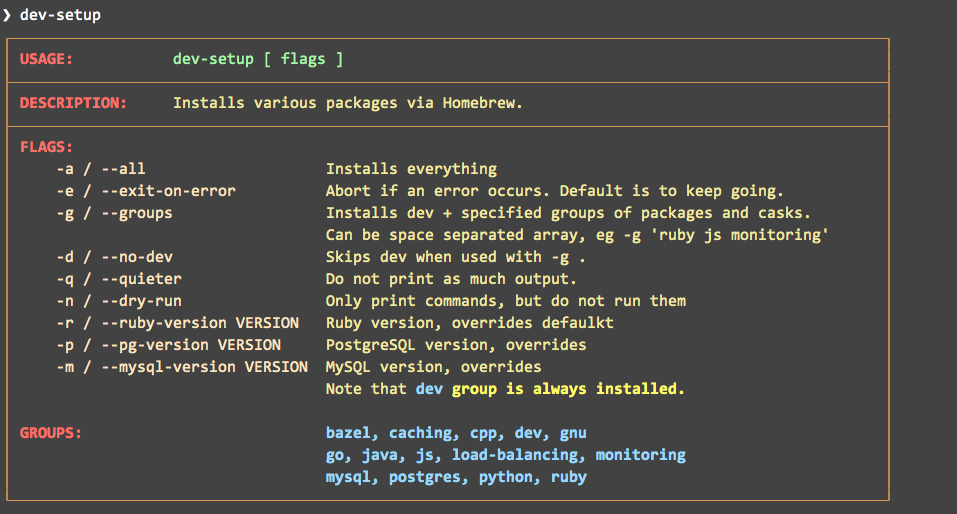 ❯ dev-setup
USAGE: dev-setup [ flags ]
DESCRIPTION: Installs various packages via Homebrew.
FLAGS:
-a / --all Installs everything
-e / --exit-on-error Abort if an error occurs. Default is to keep going.
-g / --groups Installs dev + specified groups of packages and casks.
Can be space separated array, eg -g 'ruby js monitoring'
-d / --no-dev Skips dev when used with -g .
-q / --quieter Do not print as much output.
-n / --dry-run Only print commands, but do not run them
-r / --ruby-version VERSION Ruby version, overrides defaulkt
-p / --pg-version VERSION PostgreSQL version, overrides
-m / --mysql-version VERSION MySQL version, overrides
Note that dev group is always installed.
GROUPS: bazel, caching, cpp, dev, gnu
go, java, js, load-balancing, monitoring
mysql, postgres, python, ruby